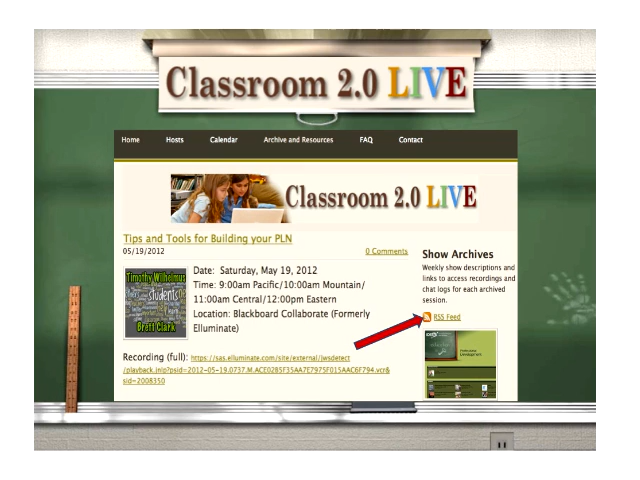 Classroom 2.0 LIVE
Home Hosts Calendar Archive and Resources FAQ Contact
Classroom 2.0 LIVE
Tips and Tools for Building your PLN
05/19/2012 0 Comments
Timothy Wilhelmus
students
Brett Clark
Date: Saturday, May 19, 2012
Time: 9:00am Pacific/10:00am Mountain/
11:00am Central/12:00pm Eastern
Location: Blackboard Collaborate (Formerly
Elluminate)
Recording (full): https://sas.elluminate.com/site/external/jwsdetect
/playback.jnlp?psid=2012-05-19.0737.M.ACE02B5F35AA7E7975F015AAC6F794.vcr&
sid=2008350
Show Archives
Weekly show descriptions and
links to access recordings and
chat logs for each archived
session.
RSS Feed